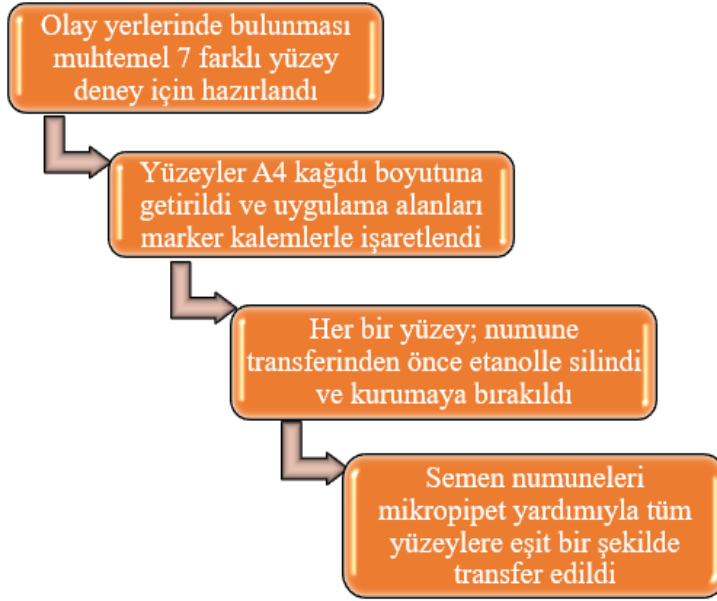 Olay yerlerinde bulunması
muhtemel 7 farklı yüzey
deney için hazırlandı
Yüzeyler A4 kağıdı boyutuna
getirildi ve uygulama alanları
marker kalemlerle işaretlendi
Her bir yüzey; numune
transferinden önce etanolle silindi
ve kurumaya bırakıldı
Semen numuneleri
mikropipet yardımıyla tüm
yüzeylere eşit bir şekilde
transfer edildi